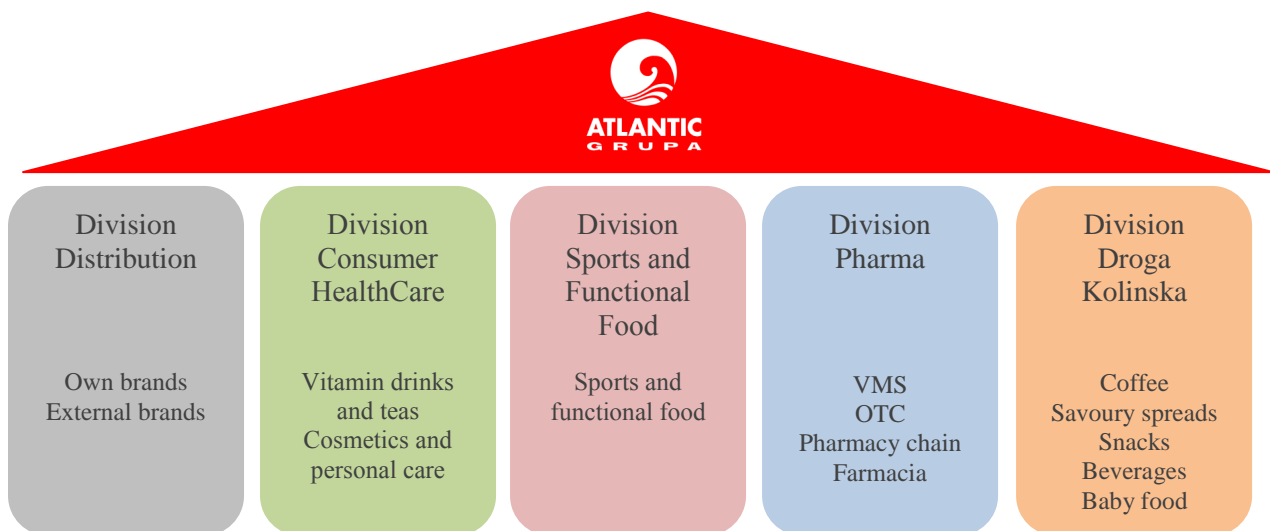 ATLANTIC
GRUPA
Division
Distribution
Own brands
External brands
Division
Consumer
HealthCare
Vitamin drinks
and teas
Cosmetics and
personal care
Division
Sports and
Functional
Food
Sports and
functional food
Division
Pharma
VMS
OTC
Pharmacy chain
Farmacia
Division
Droga
Kolinska
Coffee
Savoury spreads
Snacks
Beverages
Baby food